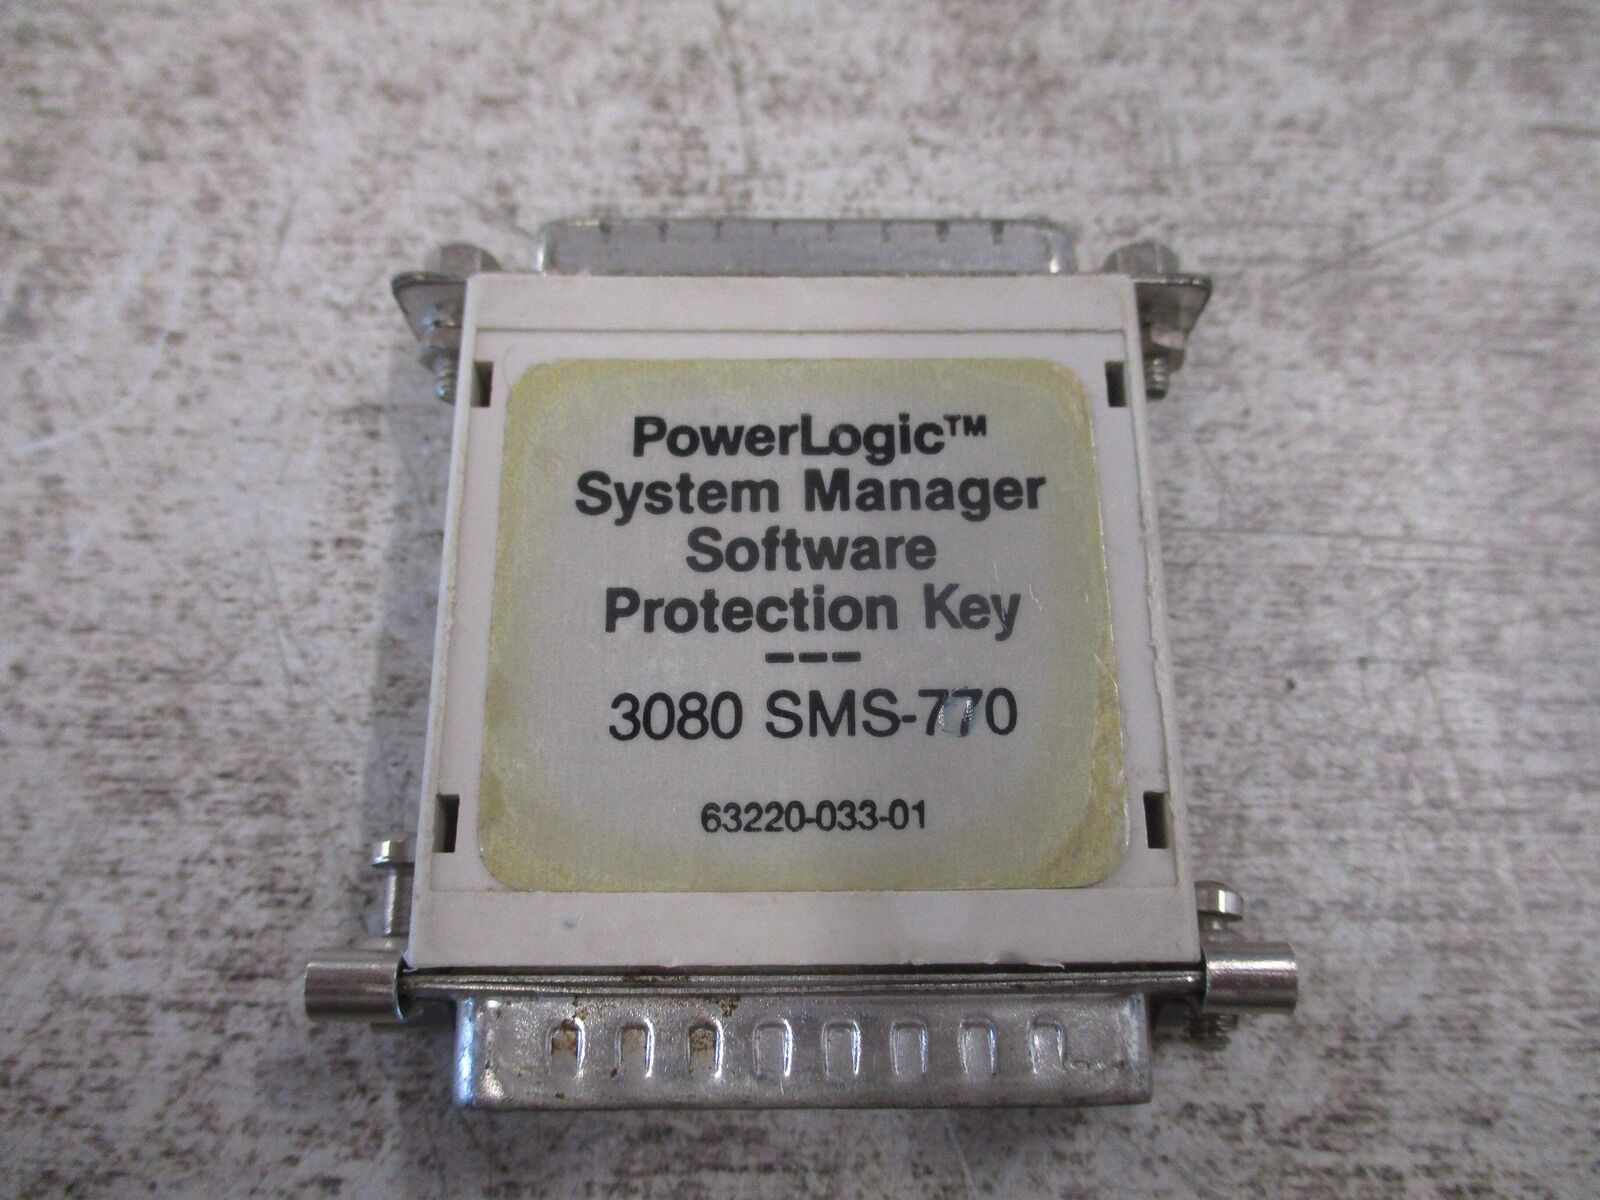 PowerLogic™
System Manager
Software
Protection Key
---
3080 SMS-770
63220-033-01